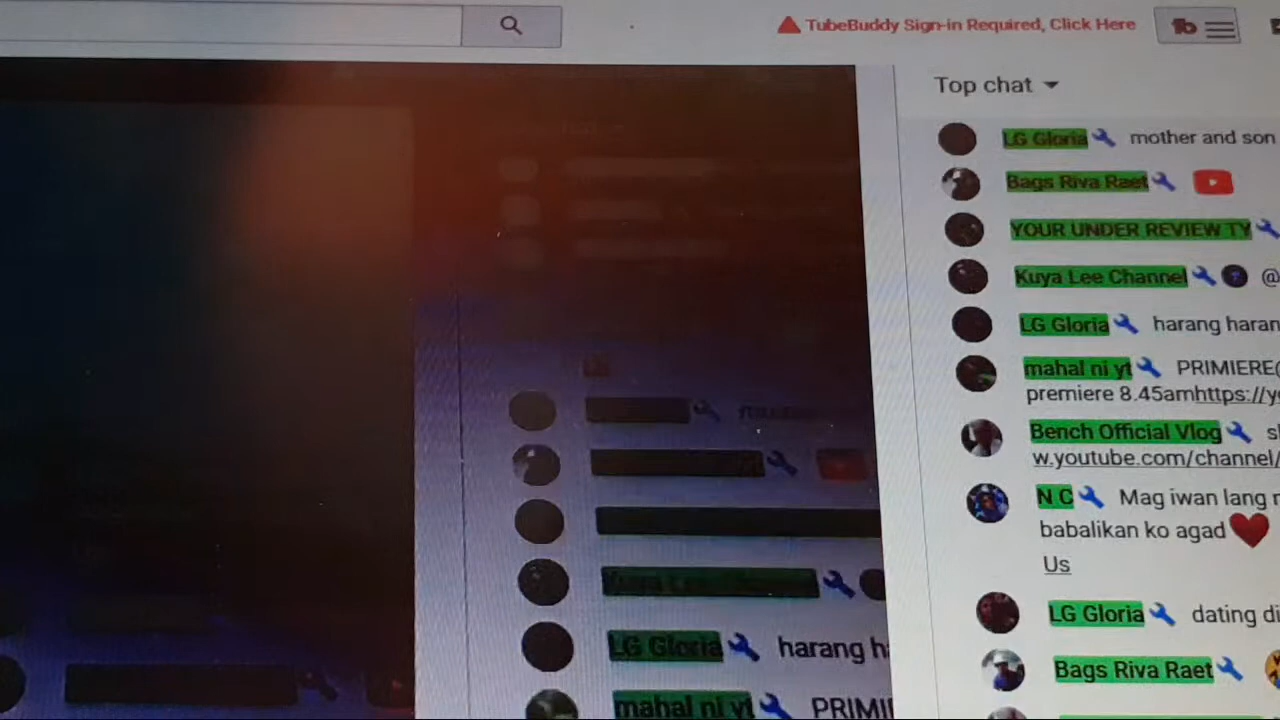 TubeBuddy Sign-in Required, Click Here
Top chat
LG Gloria mother and son
Bags Riva Raet
YOUR UNDER REVIEW TY
Kuya Lee Channel @
LG Gloria harang haran
mahal ni yt PRIMIERE(
premiere 8.45amhttps://y
Bench Official Vlog sl
w.youtube.com/channel/
N C Mag iwan lang
babalikan ko agad
Us
LG Gloria dating di
Bags Riva Raet
Kuya Lee
LG Gloria harang h
mahal ni yt PRIMI